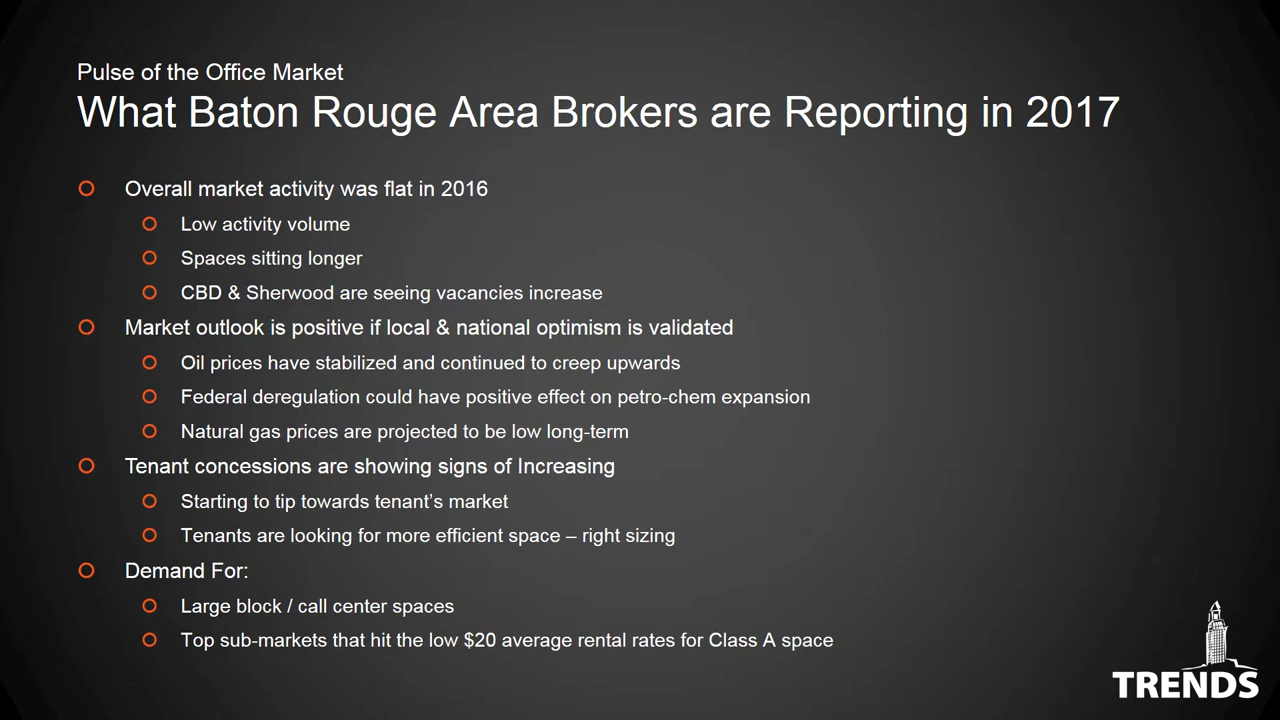 Pulse of the Office Market
What Baton Rouge Area Brokers are Reporting in 2017
Overall market activity was flat in 2016
Low activity volume
Spaces sitting longer
CBD & Sherwood are seeing vacancies increase
Market outlook is positive if local & national optimism is validated
Oil prices have stabilized and continued to creep upwards
Federal deregulation could have positive effect on petro-chem expansion
Natural gas prices are projected to be low long-term
Tenant concessions are showing signs of Increasing
Starting to tip towards tenant’s market
Tenants are looking for more efficient space – right sizing
Demand For:
Large block / call center spaces
Top sub-markets that hit the low $20 average rental rates for Class A space
TRENDS